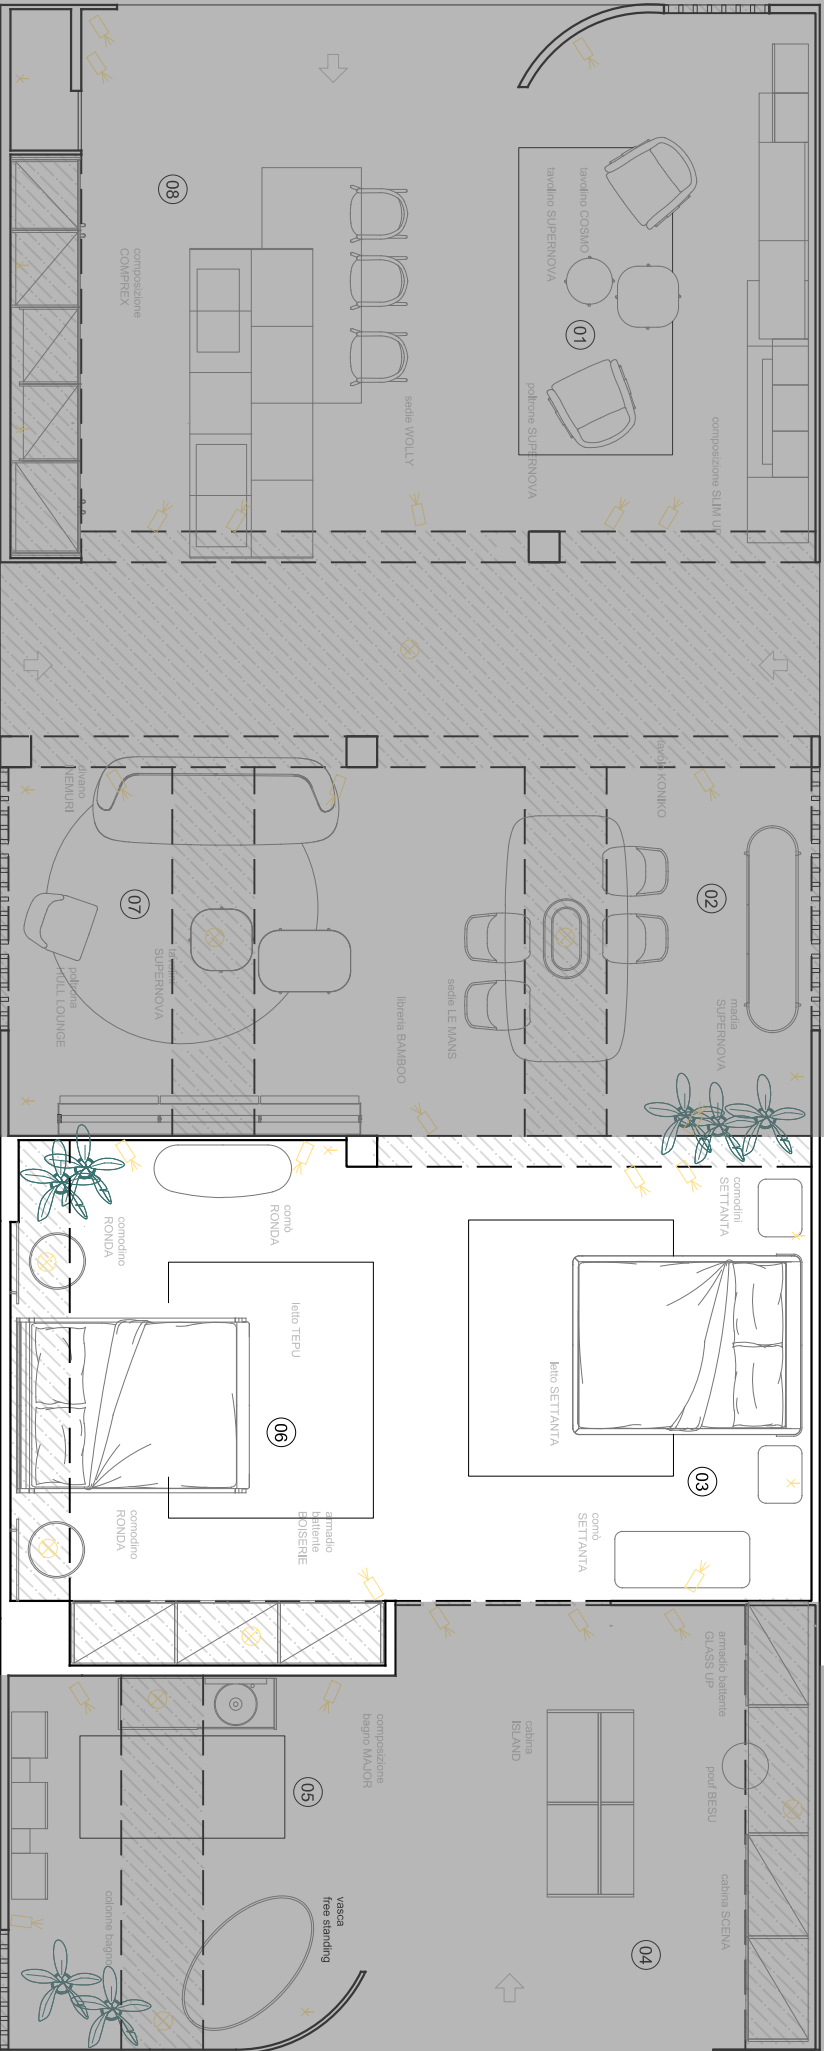 08
composizione
COMPREX
sedie WOLLY
tavolino COSMO
tavolino SUPERNOVA
01
poltrone SUPERNOVA
composizione SLIM UP
divano
NEMURI
07
poltrona
HULL LOUNGE
SUPERNOVA
libreria BAMBOO
sedie LE MANS
tavolo KONIKO
02
madia
SUPERNOVA
comodino
RONDA
comò
RONDA
letto TEPU
06
comodino
RONDA
armadio
battente
BOISERIE
comodini
SETTANTA
letto SETTANTA
03
comò
SETTANTA
armadio battente
GLASS UP
pouf BESU
cabina SCENA
cabina
ISLAND
04
composizione
bagno MAJOR
05
colonne bagno
vasca
free standing